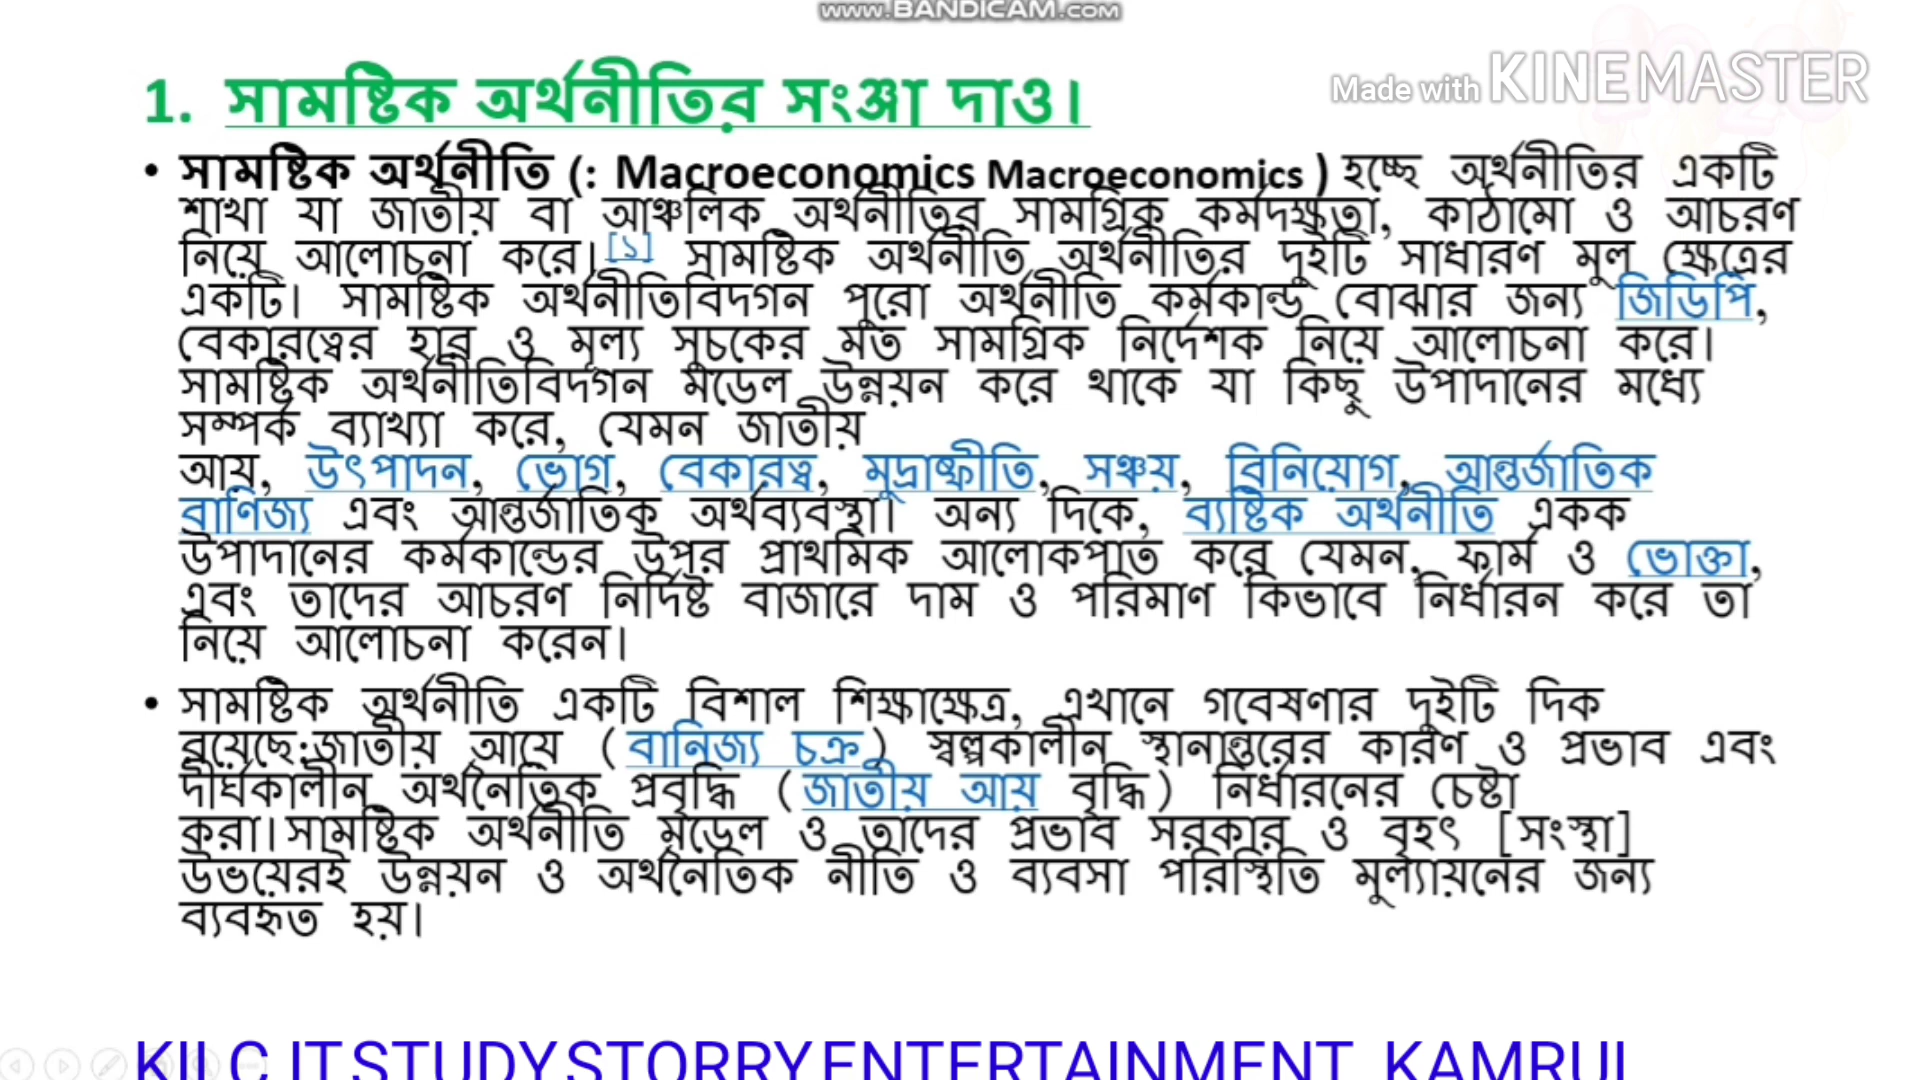 www.BANDICAM.com
Made with KINEMASTER
1. সামষ্টিক অর্থনীতির সংঞ্জা দাও।
• সামষ্টিক অর্থনীতি (: Macroeconomics Macroeconomics ) হচ্ছে অর্থনীতির একটি
শাখা যা জাতীয় বা আঞ্চলিক অর্থনীতির সামগ্রিক কর্মদক্ষতা, কাঠামো ও আচরণ
নিয়ে আলোচনা করে।[১] সামষ্টিক অর্থনীতি অর্থনীতির দুইটি সাধারণ মূল ক্ষেত্রের
একটি। সামষ্টিক অর্থনীতিবিদগন পুরো অর্থনীতি কর্মকান্ড বোঝার জন্য জিডিপি,
বেকারত্বের হার ও মূল্য সূচকের মত সামগ্রিক নির্দেশক নিয়ে আলোচনা করে।
সামষ্টিক অর্থনীতিবিদগন মডেল উন্নয়ন করে থাকে যা কিছু উপাদানের মধ্যে
সম্পর্ক ব্যাখ্যা করে, যেমন জাতীয়
আয়, উৎপাদন, ভোগ, বেকারত্ব, মুদ্রাষ্ফীতি, সঞ্চয়, বিনিয়োগ, আন্তর্জাতিক
বাণিজ্য এবং আন্তর্জাতিক অর্থব্যবস্থা। অন্য দিকে, ব্যষ্টিক অর্থনীতি একক
উপাদানের কর্মকান্ডের উপর প্রাথমিক আলোকপাত করে যেমন, ফার্ম ও ভোক্তা,
এবং তাদের আচরণ নির্দিষ্ট বাজারে দাম ও পরিমাণ কিভাবে নির্ধারন করে তা
নিয়ে আলোচনা করেন।
• সামষ্টিক অর্থনীতি একটি বিশাল শিক্ষাক্ষেত্র, এখানে গবেষণার দুইটি দিক
রয়েছে:জাতীয় আয়ে (বানিজ্য চক্র) স্বল্পকালীন স্থানান্তরের কারণ ও প্রভাব এবং
দীর্ঘকালীন অর্থনৈতিক প্রবৃদ্ধি (জাতীয় আয় বৃদ্ধি) নির্ধারনের চেষ্টা
করা।সামষ্টিক অর্থনীতি মডেল ও তাদের প্রভাব সরকার ও বৃহৎ [সংস্থা]
উভয়েরই উন্নয়ন ও অর্থনৈতিক নীতি ও ব্যবসা পরিস্থিতি মুল্যায়নের জন্য
ব্যবহৃত হয়।
STUDY STORRY ENTERTAINMENT KAMRUL